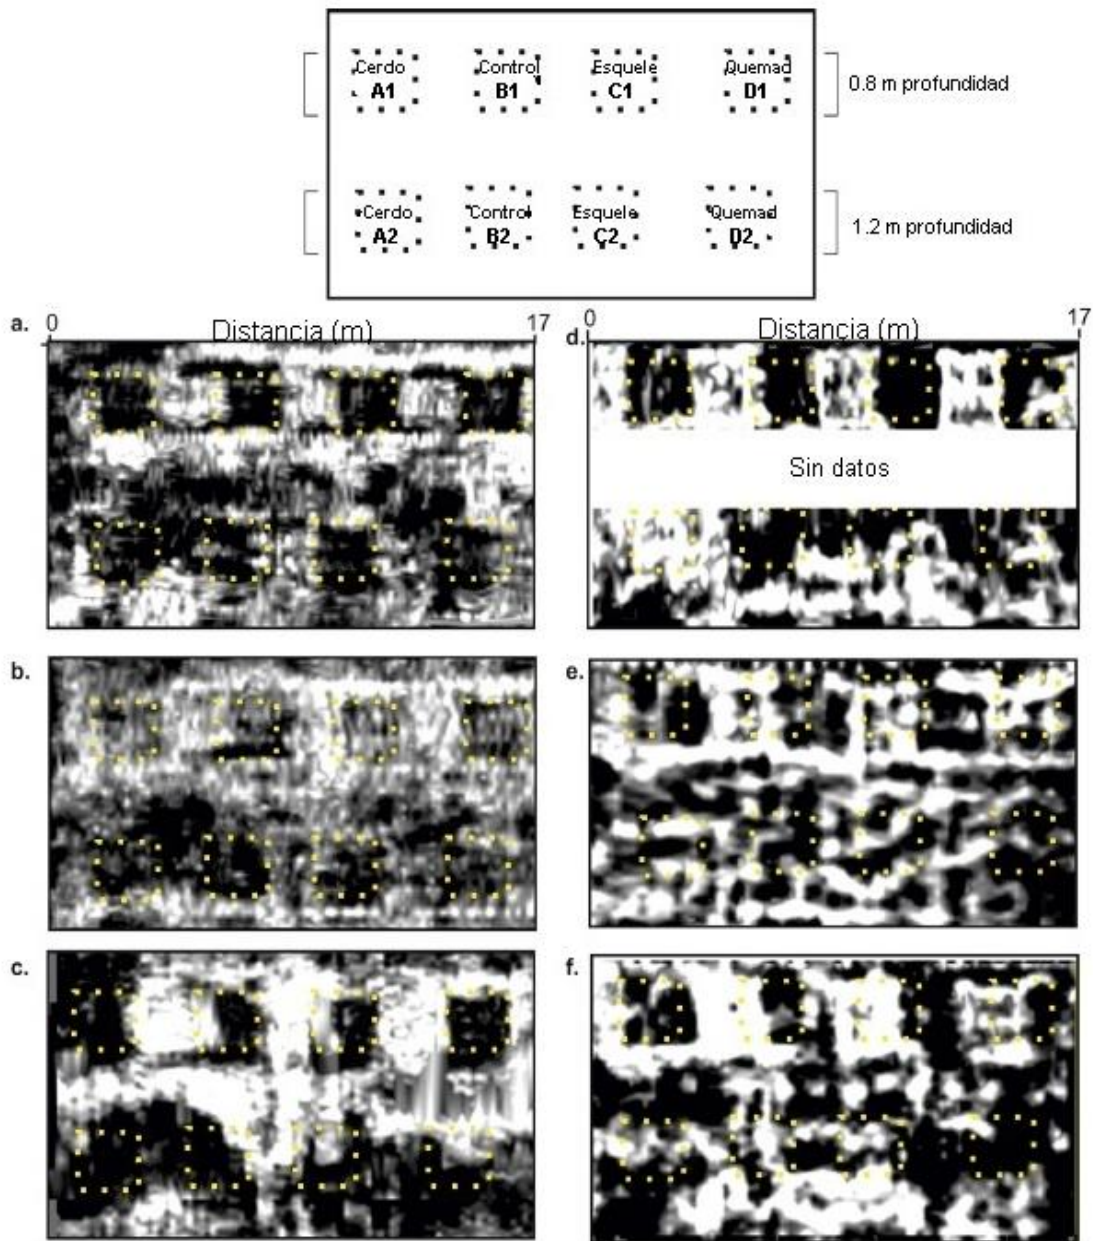 Cerdo Control Esquele Quemad
A1 B1 C1 D1
0.8 m profundidad
Cerdo Control Esquele Quemad
A2 B2 C2 D2
1.2 m profundidad
a. 0 Distancia (m) 17
d. 0 Distancia (m) 17
Sin datos
b.
e.
c.
f.